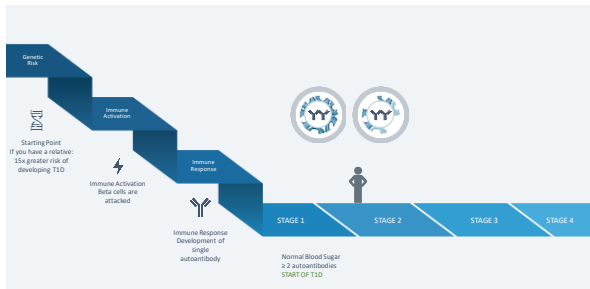 Genetic
Risk
Immune
Activation
Immune
Response
Starting Point
If you have a relative:
15x greater risk of
developing T1D
Immune Activation
Beta cells are
attacked
Immune Response
Development of
single
autoantibody
STAGE 1
STAGE 2
STAGE 3
STAGE 4
Normal Blood Sugar
≥ 2 autoantibodies
START OF T1D